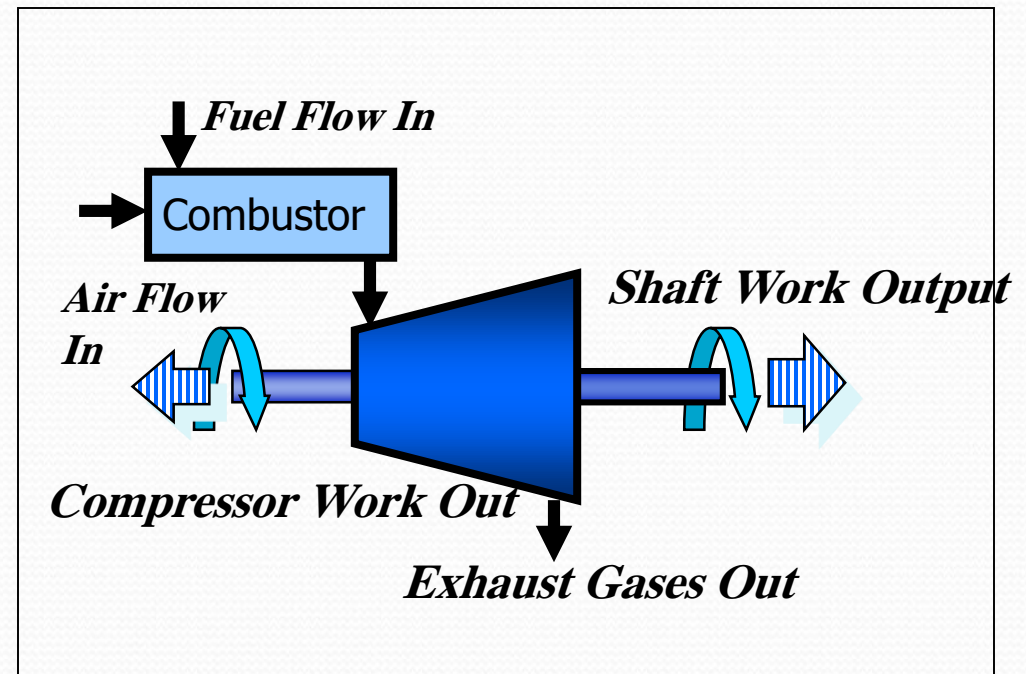 Fuel Flow In
Combustor
Air Flow
In
Shaft Work Output
Compressor Work Out
Exhaust Gases Out